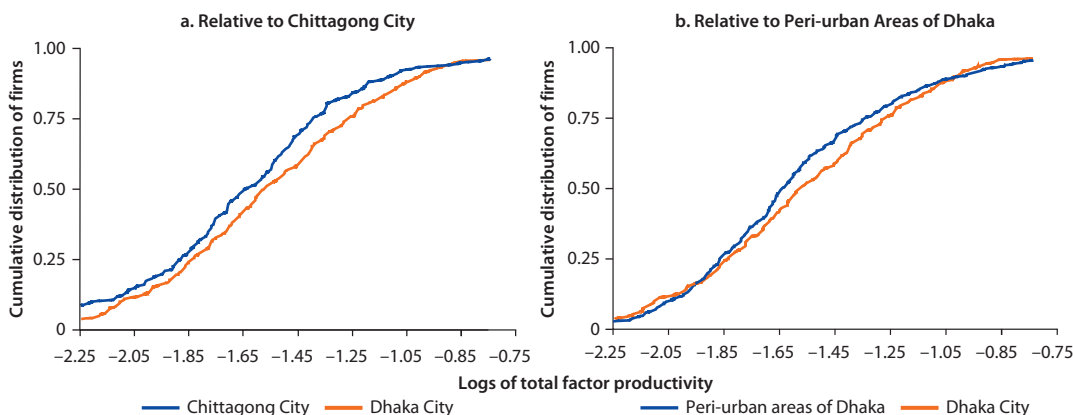 a. Relative to Chittagong City
b. Relative to Peri-urban Areas of Dhaka
Cumulative distribution of firms
1.00
0.75
0.50
0.25
0
−2.25 −2.05 −1.85 −1.65 −1.45 −1.25 −1.05 −0.85 −0.75
Cumulative distribution of firms
1.00
0.75
0.50
0.25
0
−2.25 −2.05 −1.85 −1.65 −1.45 −1.25 −1.05 −0.85 −0.75
Logs of total factor productivity
Chittagong City Dhaka City
Peri-urban areas of Dhaka Dhaka City